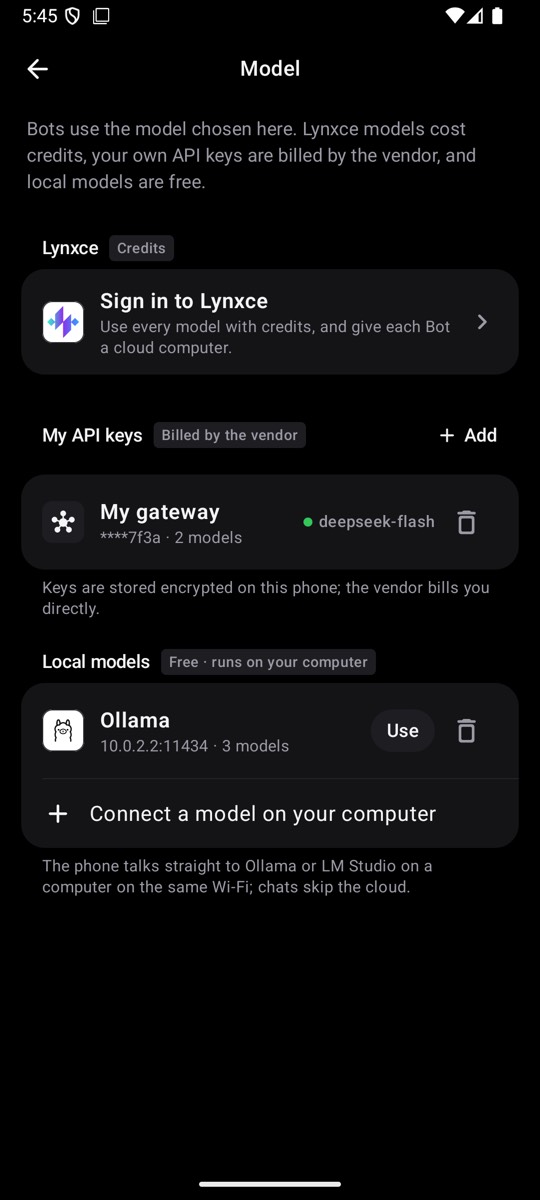 5:45
Model
Bots use the model chosen here. Lynxce models cost
credits, your own API keys are billed by the vendor, and
local models are free.
Lynxce Credits
Sign in to Lynxce
Use every model with credits, and give each Bot
a cloud computer.
My API keys Billed by the vendor + Add
My gateway
****7f3a · 2 models
deepseek-flash
Keys are stored encrypted on this phone; the vendor bills you
directly.
Local models Free · runs on your computer
Ollama
10.0.2.2:11434 · 3 models
Use
+ Connect a model on your computer
The phone talks straight to Ollama or LM Studio on a
computer on the same Wi-Fi; chats skip the cloud.